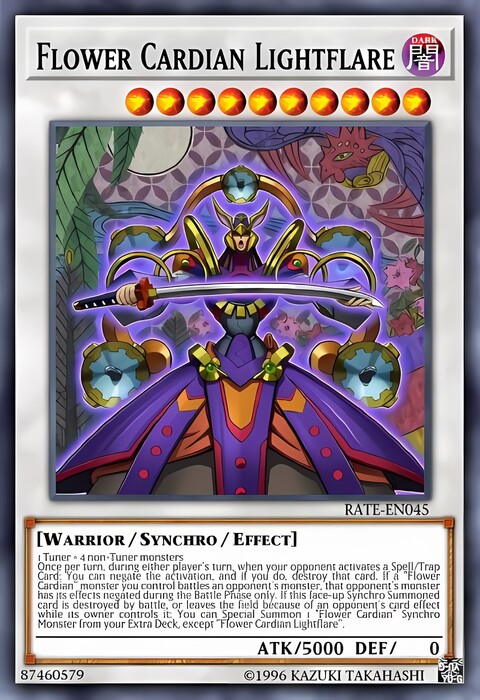 FLOWER CARDIAN LIGHTFLARE
DARK
闇
RATE-EN045
[WARRIOR / SYNCHRO / EFFECT]
1 Tuner + 4 non-Tuner monsters
Once per turn, during either player's turn, when your opponent activates a Spell/Trap
Card: You can negate the activation, and if you do, destroy that card. If a "Flower
Cardian" monster you control battles an opponent's monster, that opponent's monster
has its effects negated during the Battle Phase only. If this face-up Synchro Summoned
card is destroyed by battle, or leaves the field because of an opponent's card effect
while its owner controls it: You can Special Summon 1 "Flower Cardian" Synchro
Monster from your Extra Deck, except "Flower Cardian Lightflare".
ATK/5000 DEF/ 0
87460579
©1996 KAZUKI TAKAHASHI